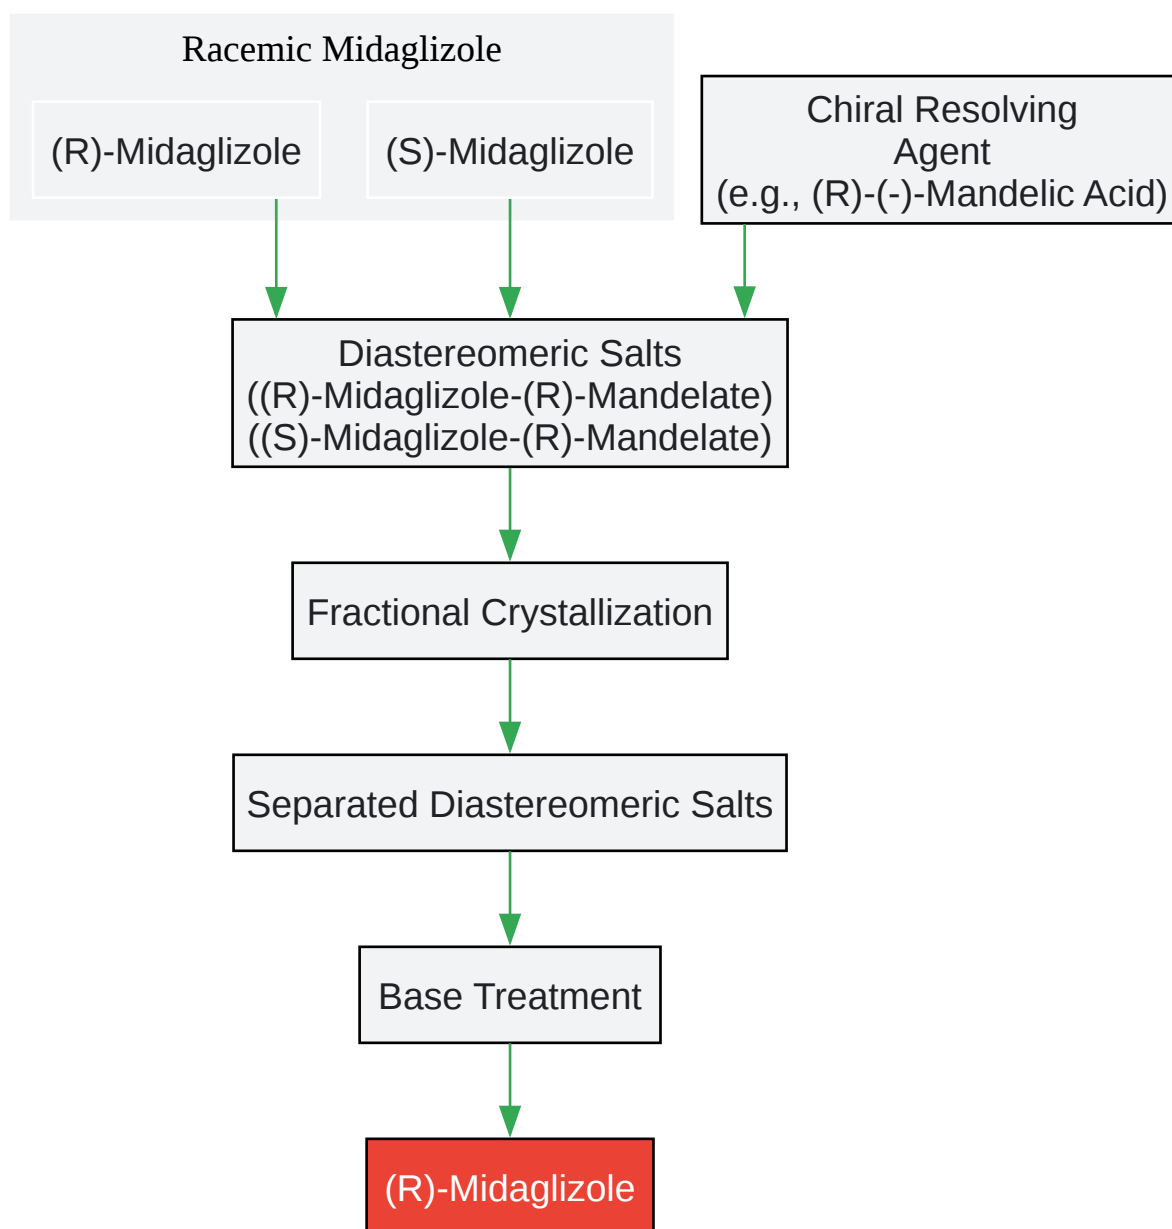 Racemic Midaglizole
(R)-Midaglizole
(S)-Midaglizole
Chiral Resolving
Agent
(e.g., (R)-(-)-Mandelic Acid)
Diastereomeric Salts
((R)-Midaglizole-(R)-Mandelate)
((S)-Midaglizole-(R)-Mandelate)
Fractional Crystallization
Separated Diastereomeric Salts
Base Treatment
(R)-Midaglizole